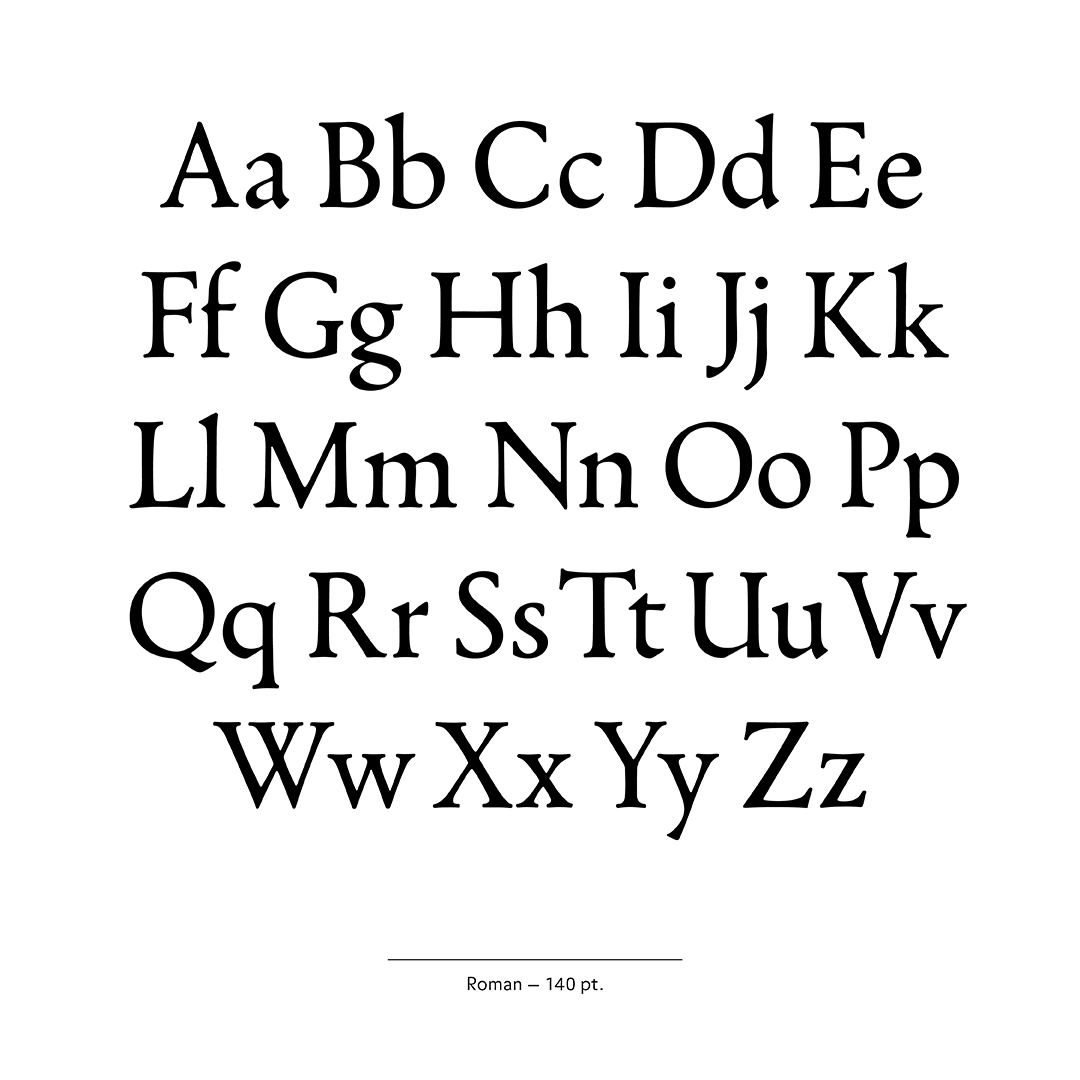 Aa Bb Cc Dd Ee
Ff Gg Hh Ii Jj Kk
Ll Mm Nn Oo Pp
Qq Rr Ss Tt Uu Vv
Ww Xx Yy Zz
Roman – 140 pt.